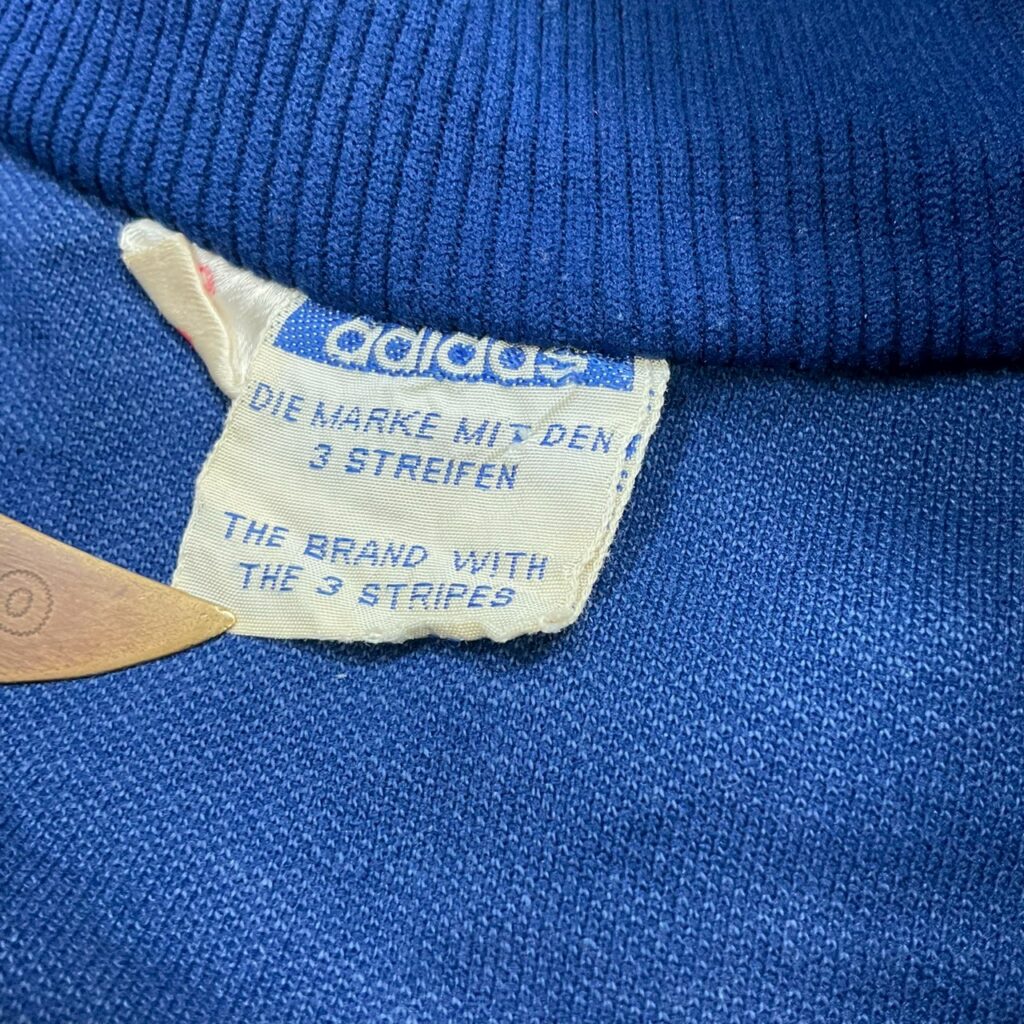 adidas
DIE MARKE MIT DEN
3 STREIFEN
THE BRAND WITH
THE 3 STRIPES